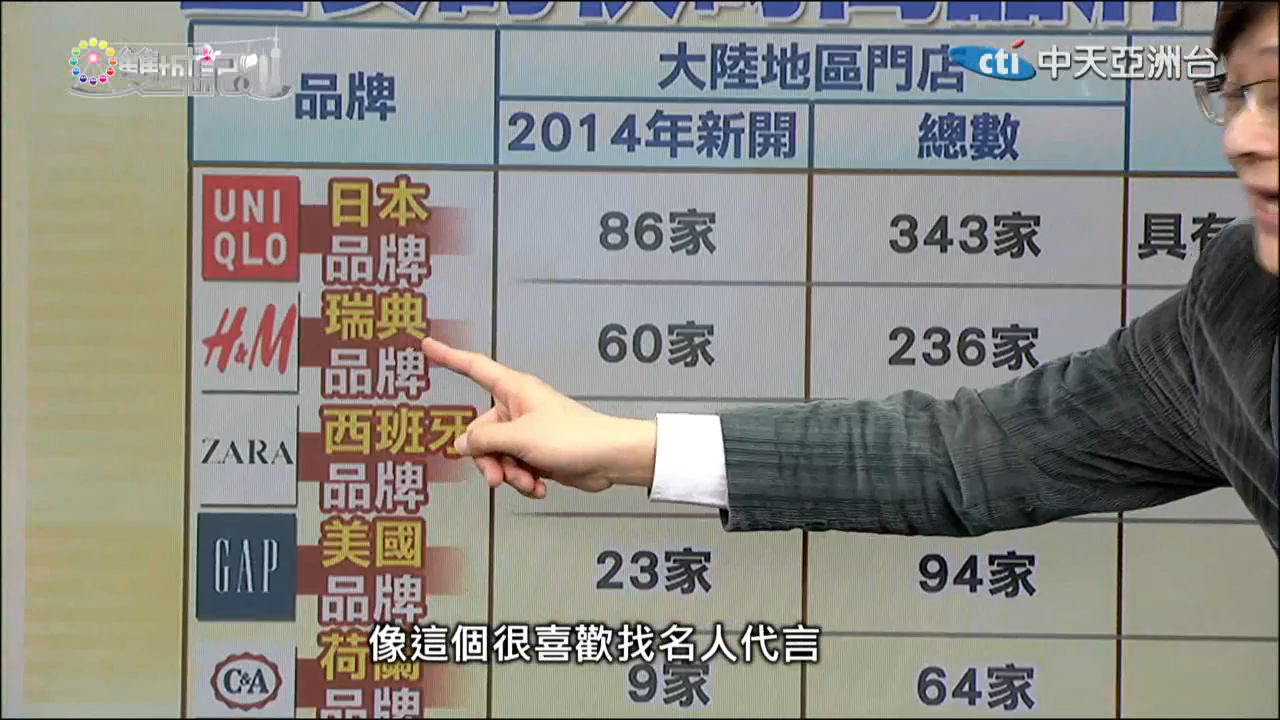 雙城記
cti 中天亞洲台
品牌
大陸地區門店
2014年新開
總數
UNI
QLO
日本
品牌
86家
343家
具有
H&M
瑞典
品牌
60家
236家
ZARA
西班牙
品牌
GAP
美國
品牌
23家
94家
C&A
荷蘭
品牌
9家
64家
像這個很喜歡找名人代言